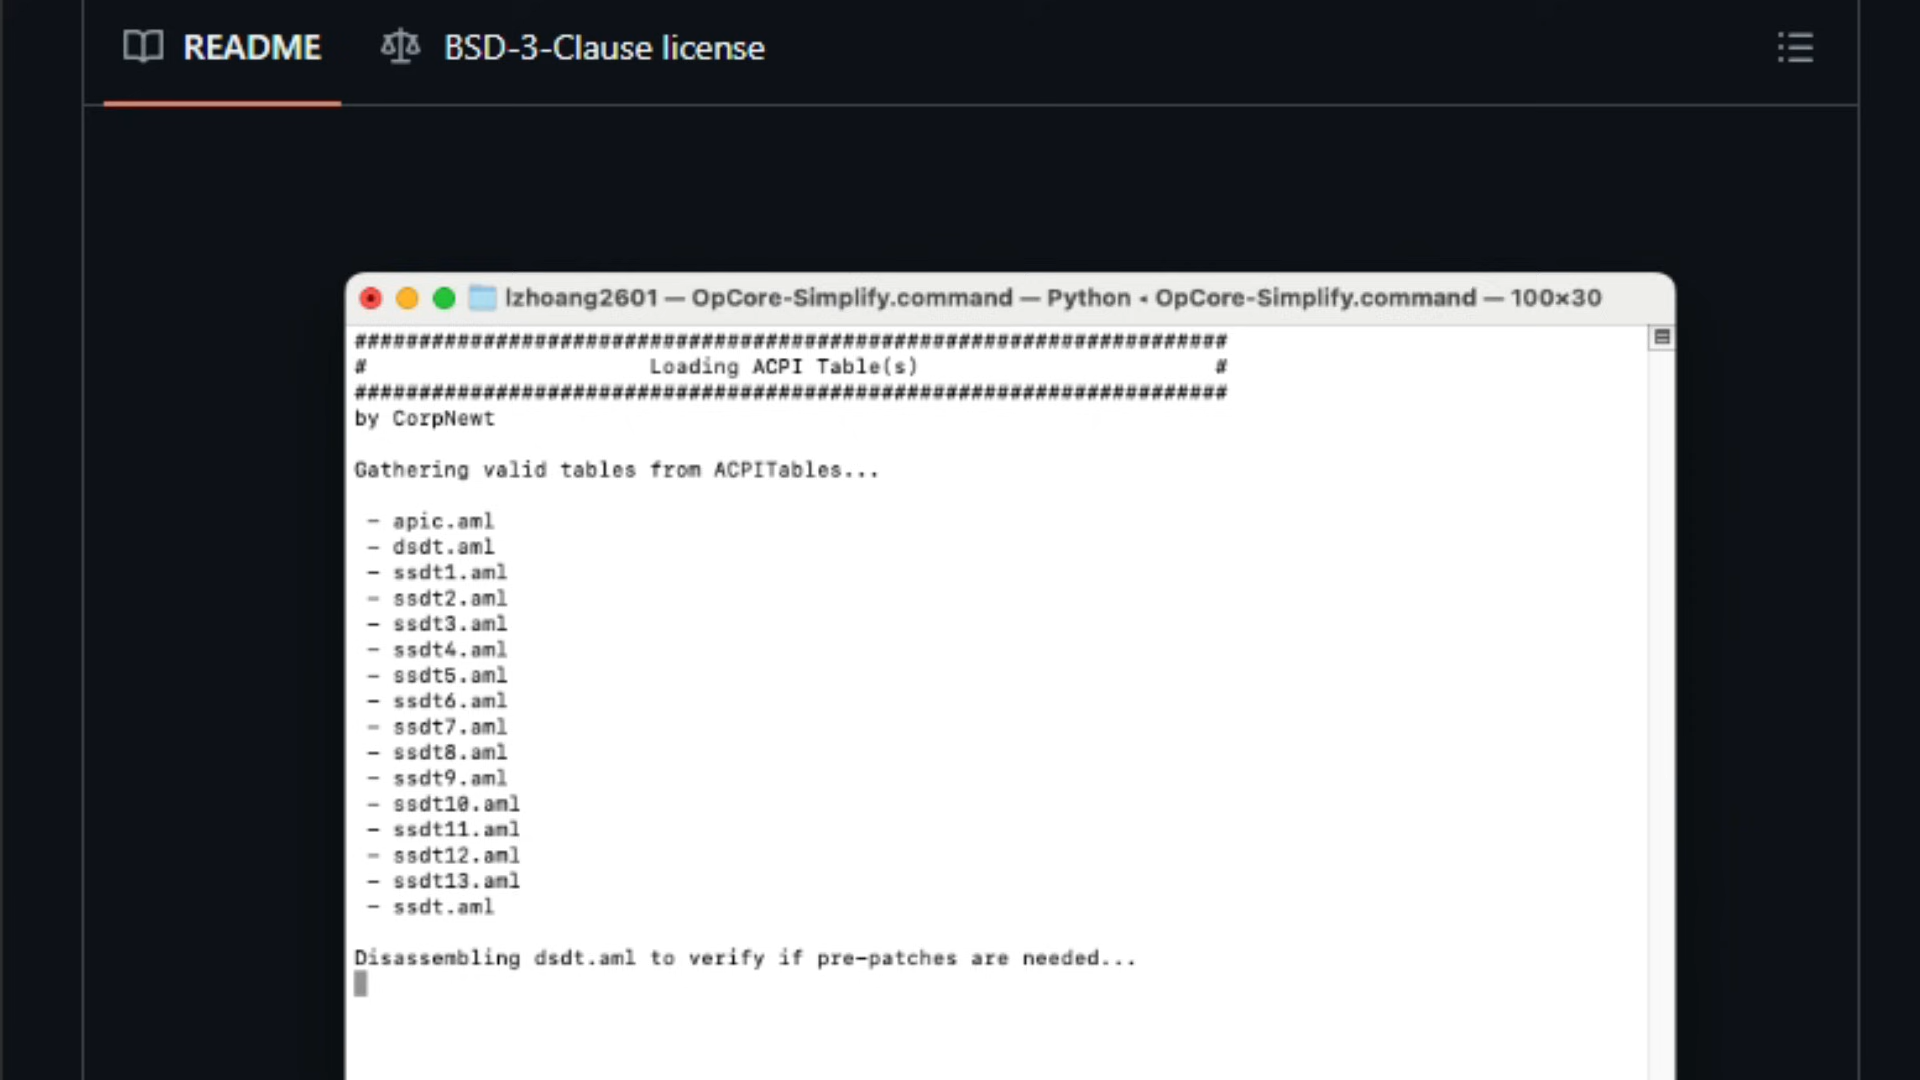 README
BSD-3-Clause license
lzhoang2601 — OpCore-Simplify.command — Python • OpCore-Simplify.command — 100×30
####################################################################
# Loading ACPI Table(s) #
####################################################################
by CorpNewt
Gathering valid tables from ACPITables...
- apic.aml
- dsdt.aml
- ssdt1.aml
- ssdt2.aml
- ssdt3.aml
- ssdt4.aml
- ssdt5.aml
- ssdt6.aml
- ssdt7.aml
- ssdt8.aml
- ssdt9.aml
- ssdt10.aml
- ssdt11.aml
- ssdt12.aml
- ssdt13.aml
- ssdt.aml
Disassembling dsdt.aml to verify if pre-patches are needed...